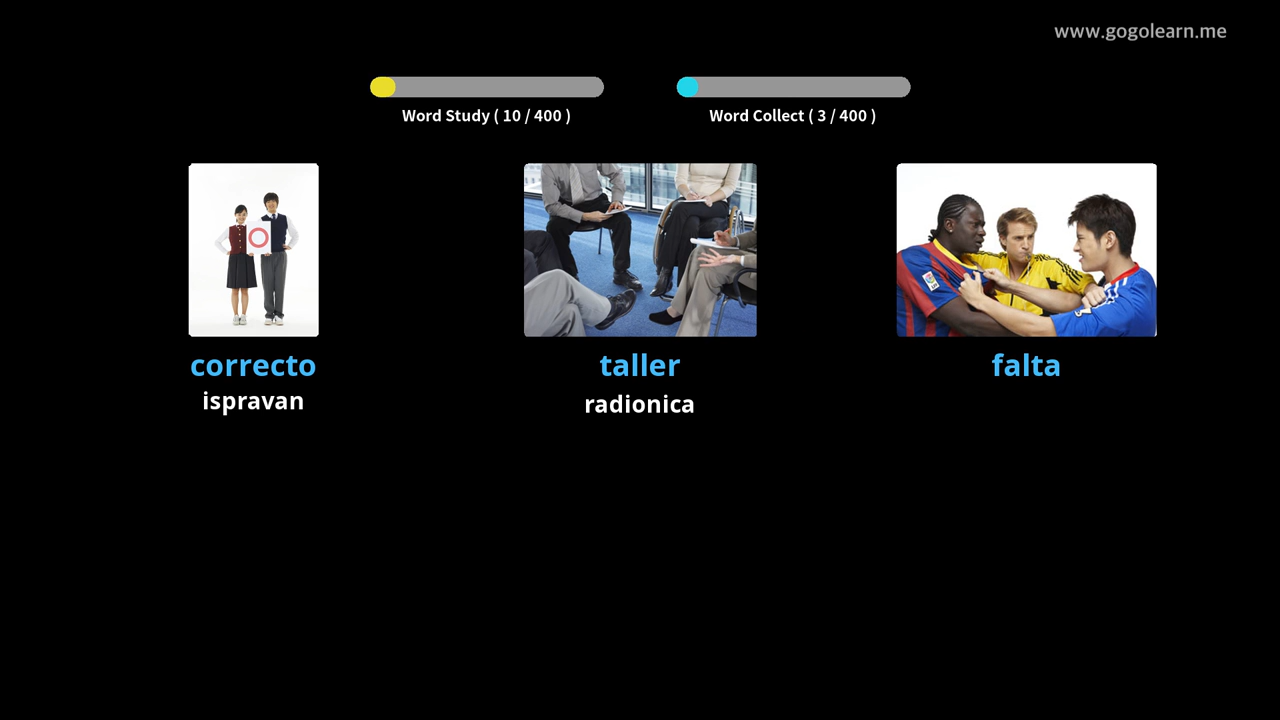 www.gogolearn.me
Word Study ( 10 / 400 )
Word Collect ( 3 / 400 )
correcto
ispravan
taller
radionica
falta